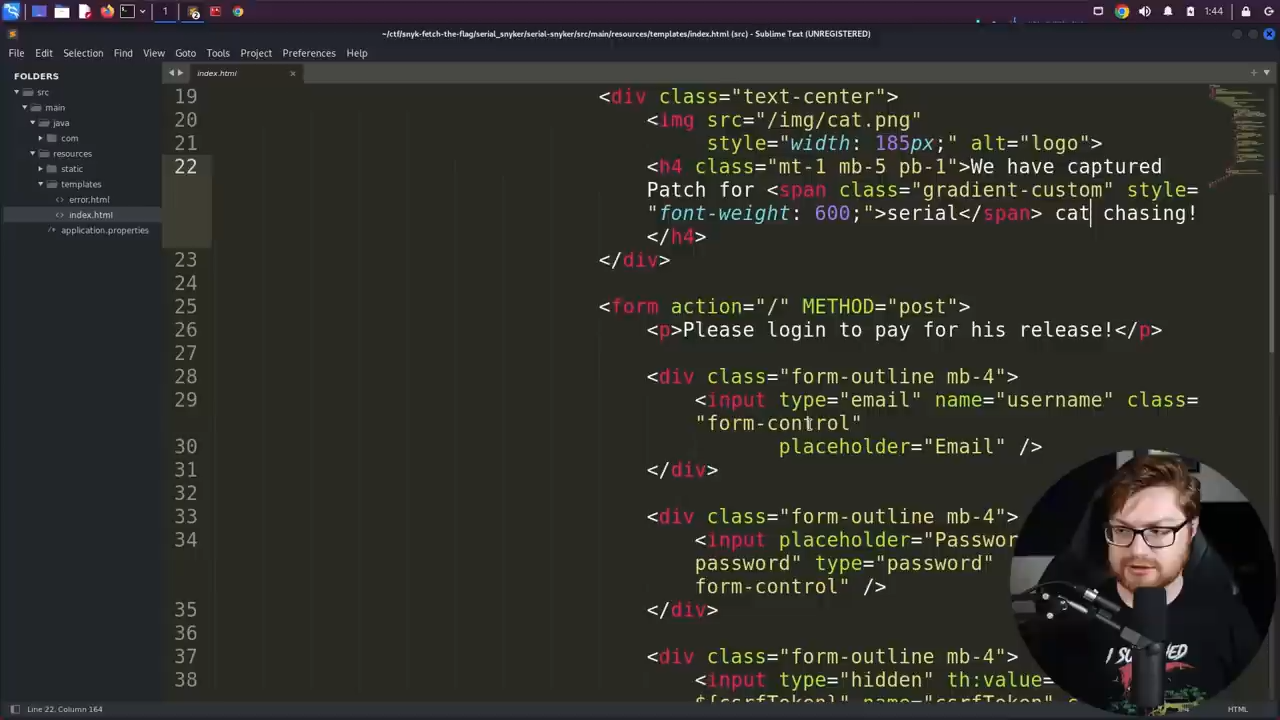 1
2
1:44
~/ctf/snyk-fetch-the-flag/serial_snyker/serial-snyker/src/main/resources/templates/index.html (src) - Sublime Text (UNREGISTERED)
File Edit Selection Find View Goto Tools Project Preferences Help
FOLDERS
src
main
java
com
resources
static
templates
error.html
index.html
application.properties
index.html
19 <div class="text-center">
20 <img src="/img/cat.png"
21 style="width: 185px;" alt="logo">
22 <h4 class="mt-1 mb-5 pb-1">We have captured
Patch for <span class="gradient-custom" style=
"font-weight: 600;">serial</span> cat chasing!
</h4>
23 </div>
24
25 <form action="/" METHOD="post">
26 <p>Please login to pay for his release!</p>
27
28 <div class="form-outline mb-4">
29 <input type="email" name="username" class=
"form-control"
30 placeholder="Email" />
31 </div>
32
33 <div class="form-outline mb-4">
34 <input placeholder="Passwor
password" type="password"
form-control" />
35 </div>
36
37 <div class="form-outline mb-4">
38 <input type="hidden" th:value=
${csrfToken}" name="csrfToken" c
I S
Line 22, Column 164
HTML